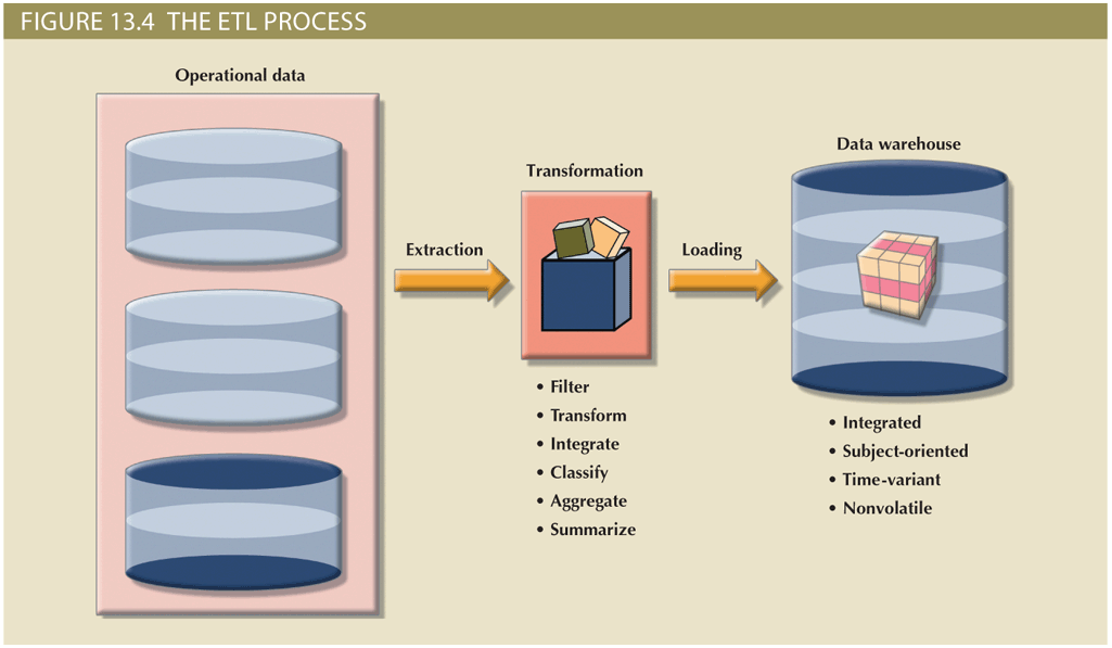 FIGURE 13.4 THE ETL PROCESS
Operational data
Extraction
Transformation
• Filter
• Transform
• Integrate
• Classify
• Aggregate
• Summarize
Loading
Data warehouse
• Integrated
• Subject-oriented
• Time-variant
• Nonvolatile